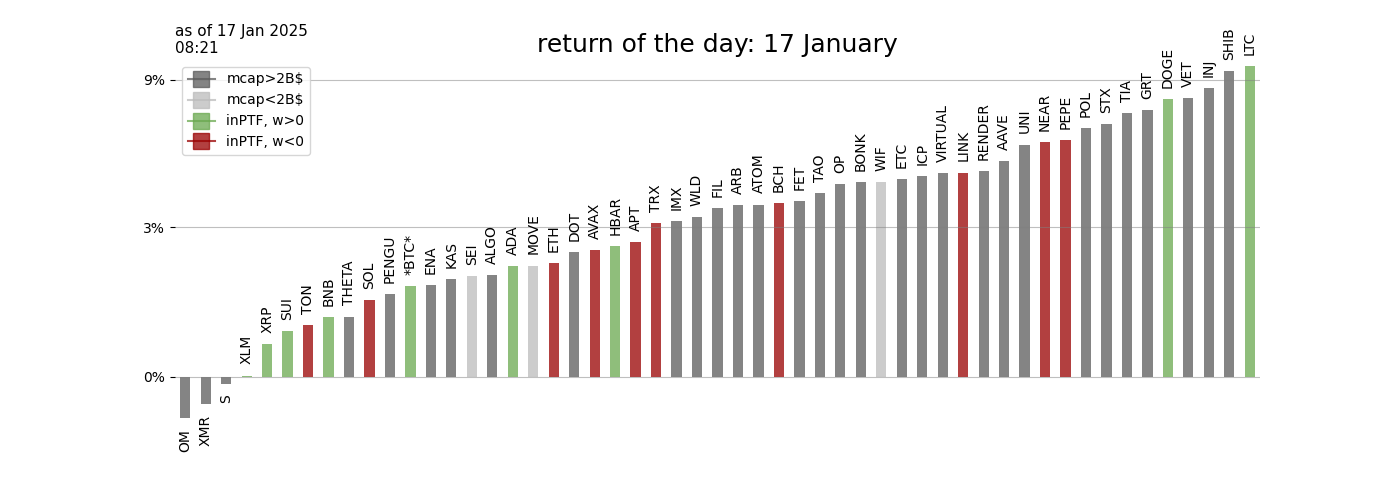 as of 17 Jan 2025
08:21
return of the day: 17 January
mcap>2B$
mcap<2B$
inPTF, w>0
inPTF, w<0
9%
3%
0%
OM
XMR
S
XLM
XRP
SUI
TON
BNB
THETA
SOL
PENGU
*BTC*
ENA
KAS
SEI
ALGO
ADA
MOVE
ETH
DOT
AVAX
HBAR
APT
TRX
IMX
WLD
FIL
ARB
ATOM
BCH
FET
TAO
OP
BONK
WIF
ETC
ICP
VIRTUAL
LINK
RENDER
AAVE
UNI
NEAR
PEPE
POL
STX
TIA
GRT
DOGE
VET
INJ
SHIB
LTC